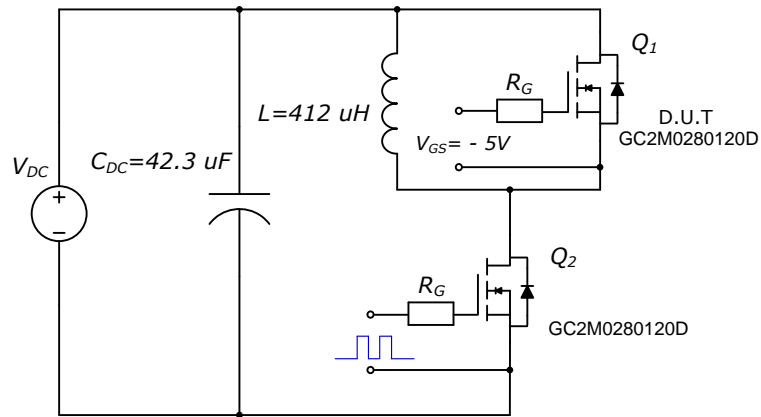 Q1
RG
L=412 uH
D.U.T
GC2M0280120D
VGS= - 5V
CDC=42.3 uF
VDC
+
−
Q2
RG
GC2M0280120D